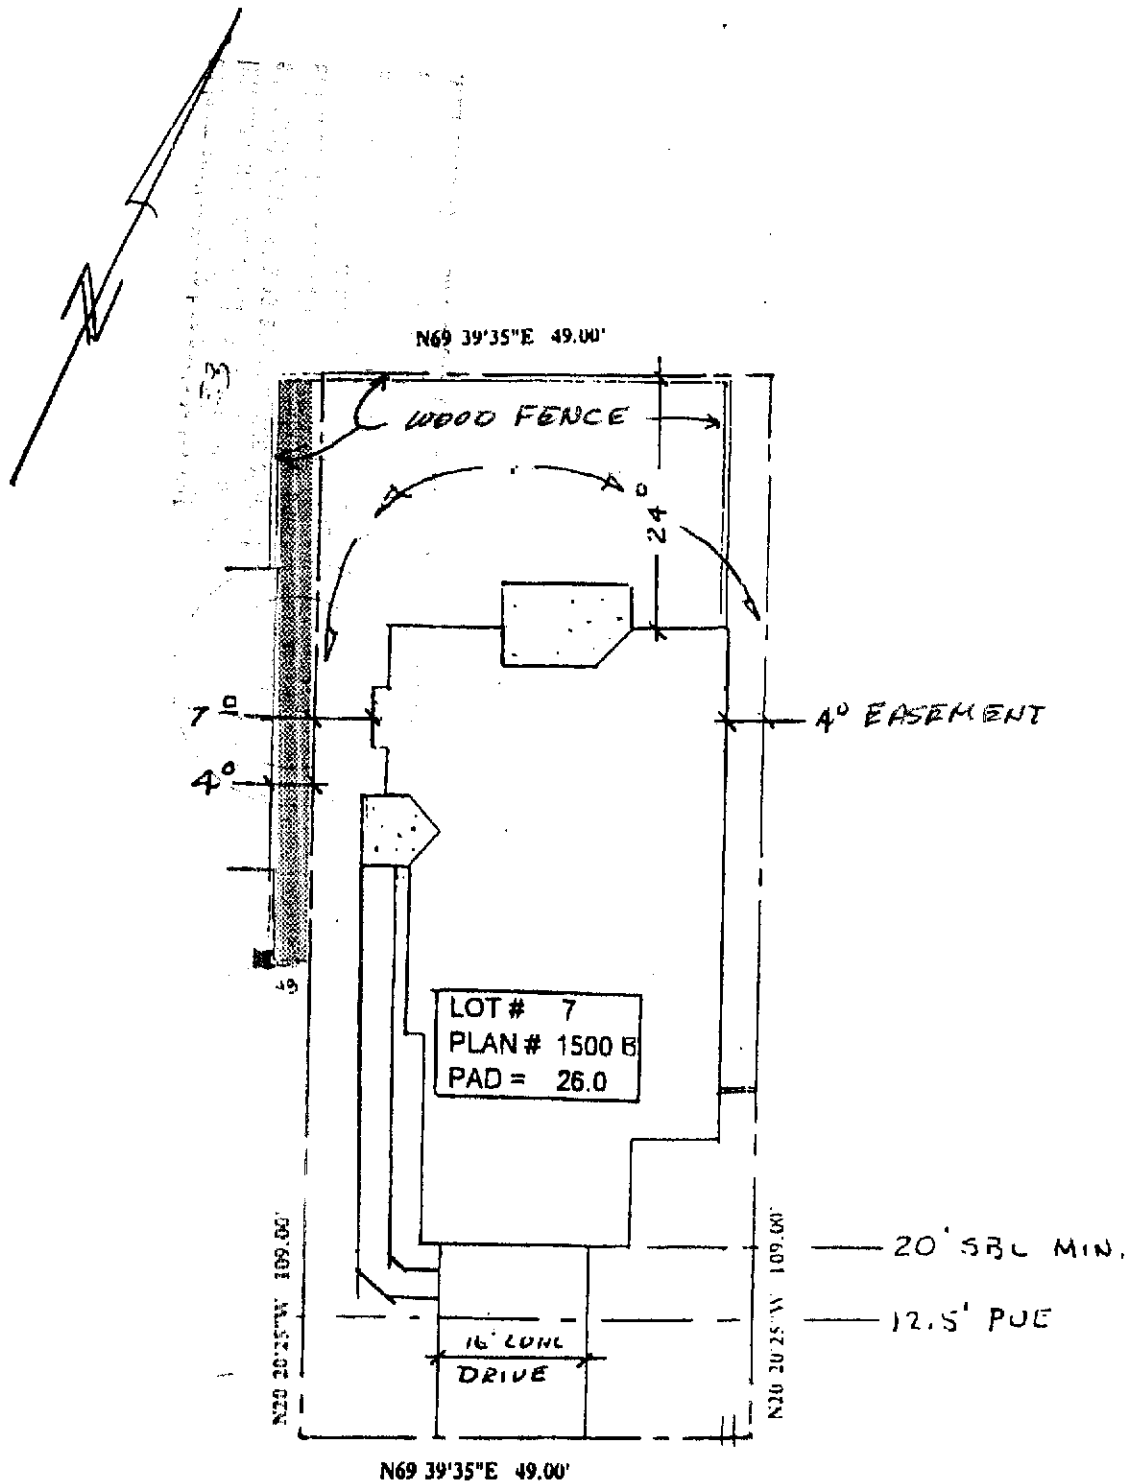 N
N69 39'35"E 49.00'
WOOD FENCE
24°
7°
4°
4° EASEMENT
LOT # 7
PLAN # 1500 B
PAD = 26.0
N20 20'25"W 109.00'
N20 20'25"W 109.00'
20' SBL MIN.
12.5' PUE
16' CONC
DRIVE
N69 39'35"E 49.00'